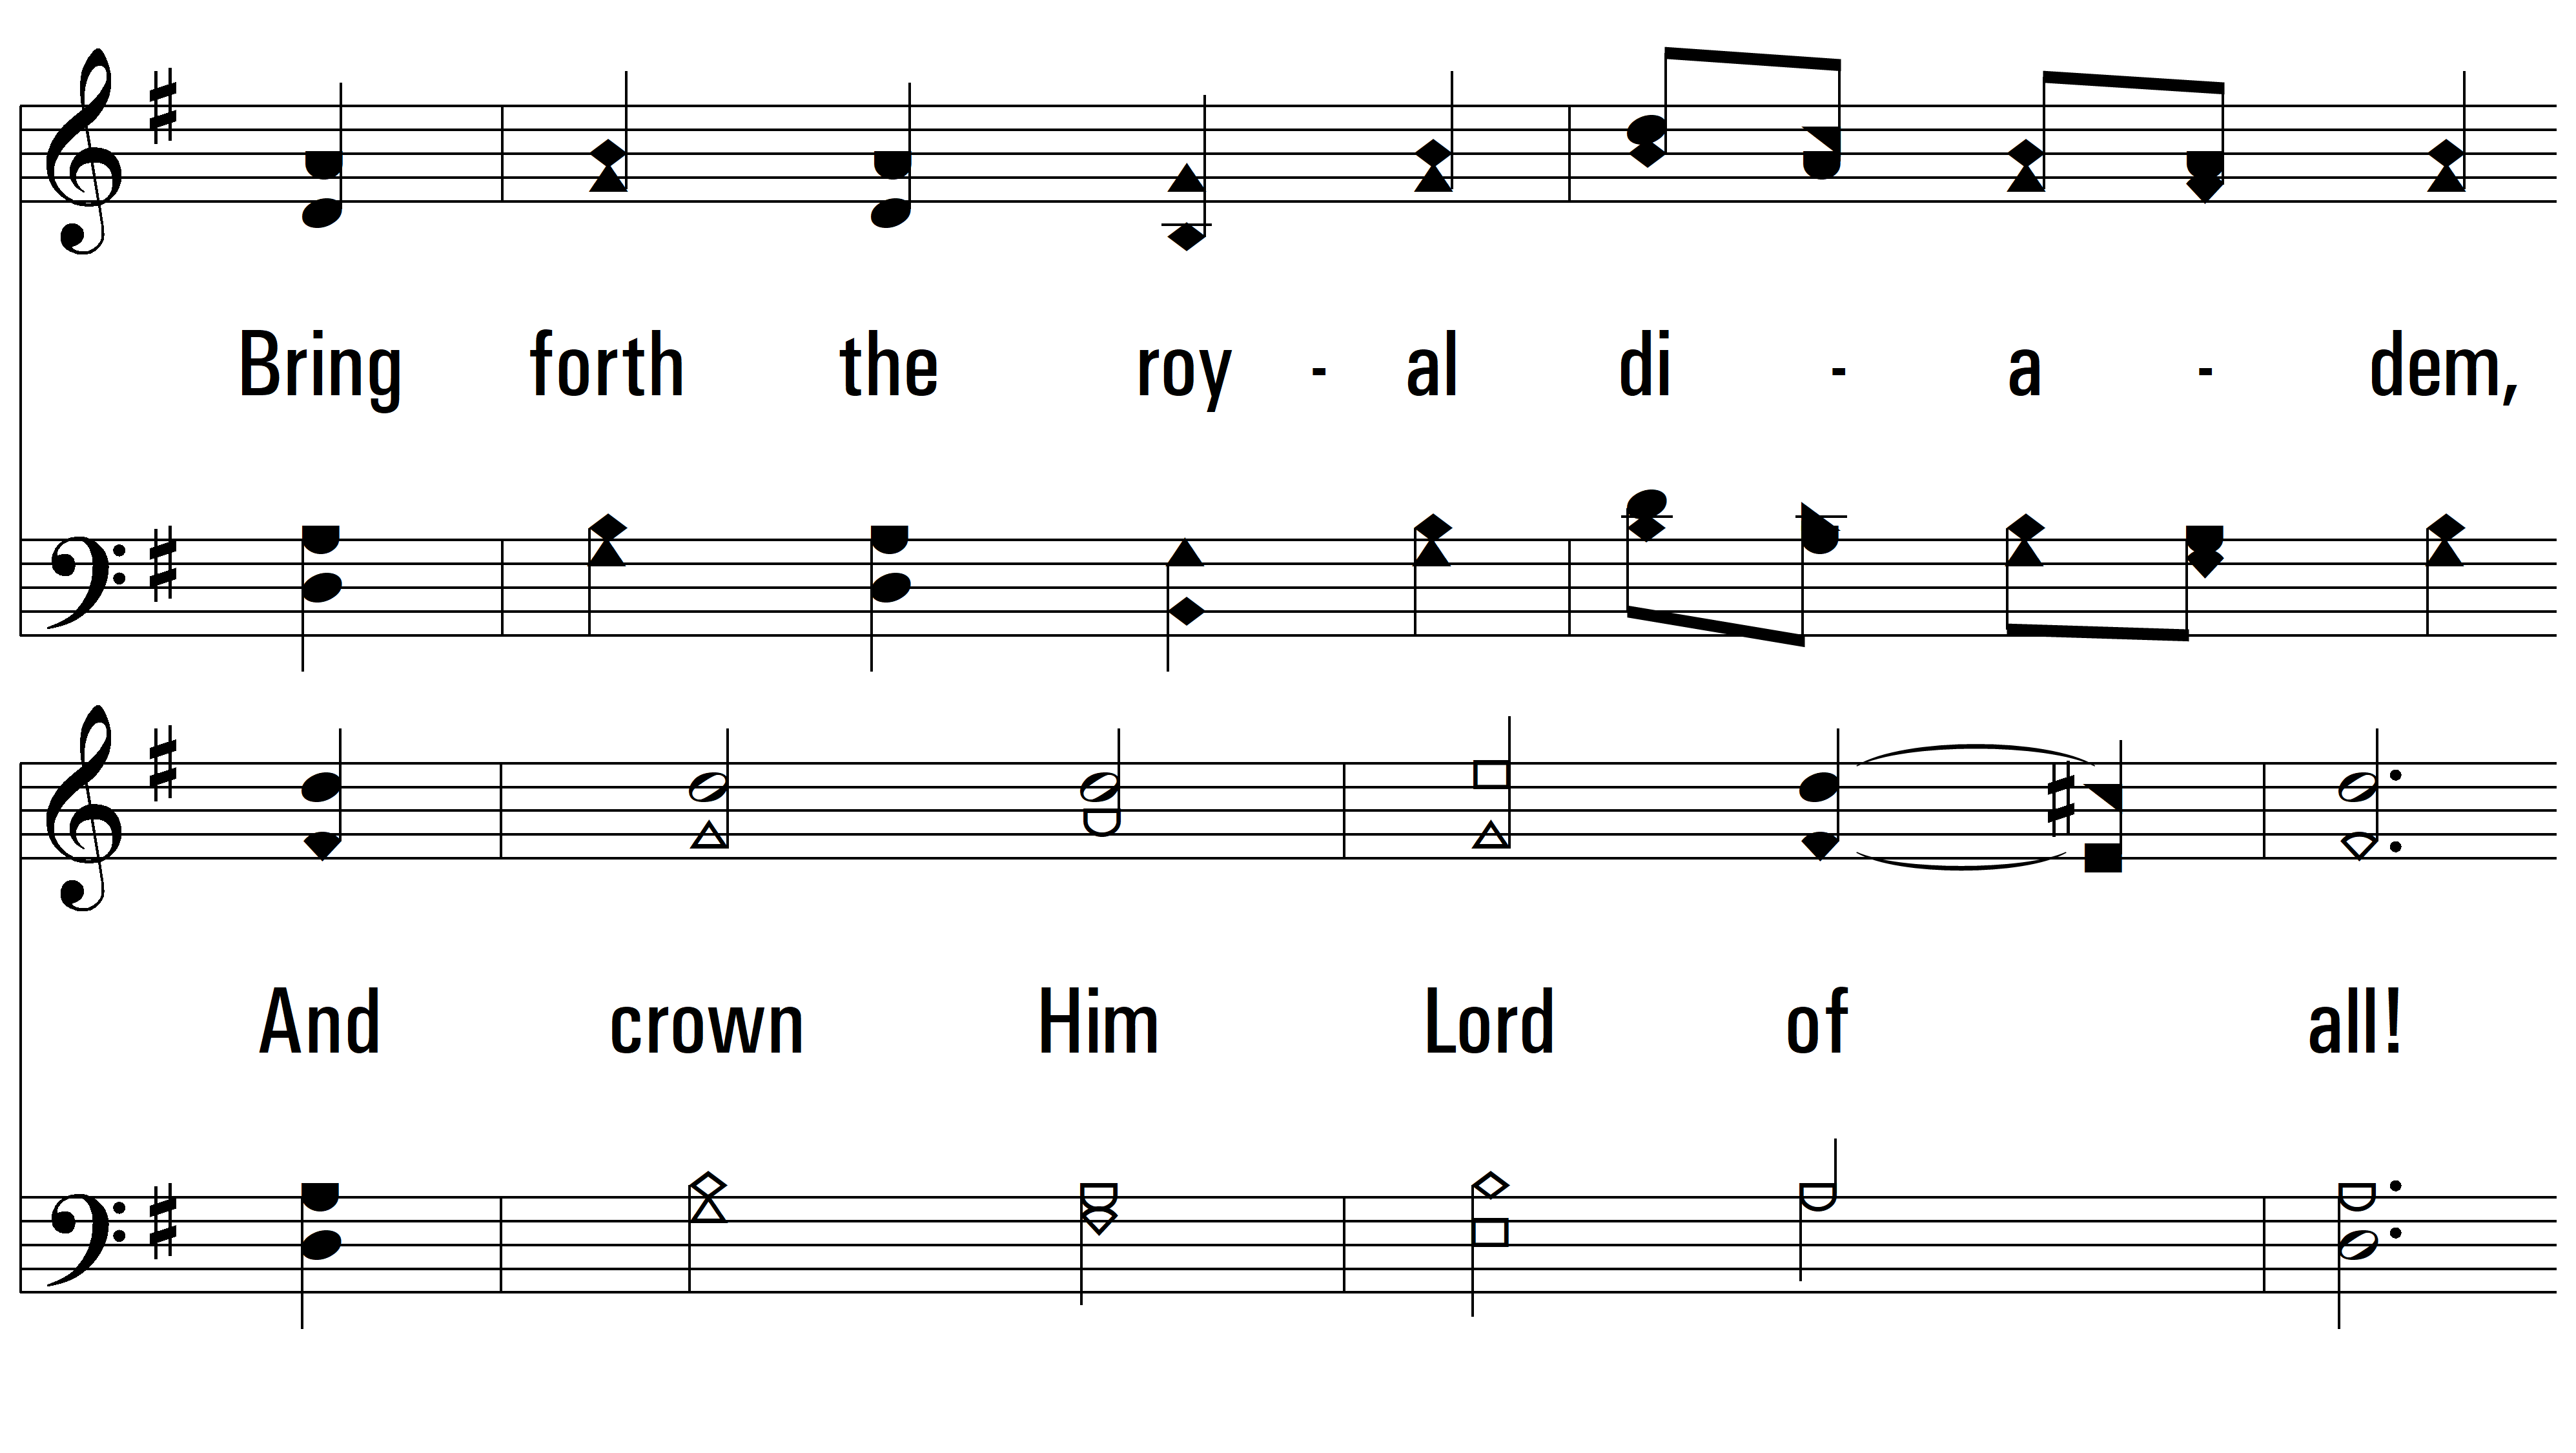 Bring forth the roy - al di - a - dem,
And crown Him Lord of all!